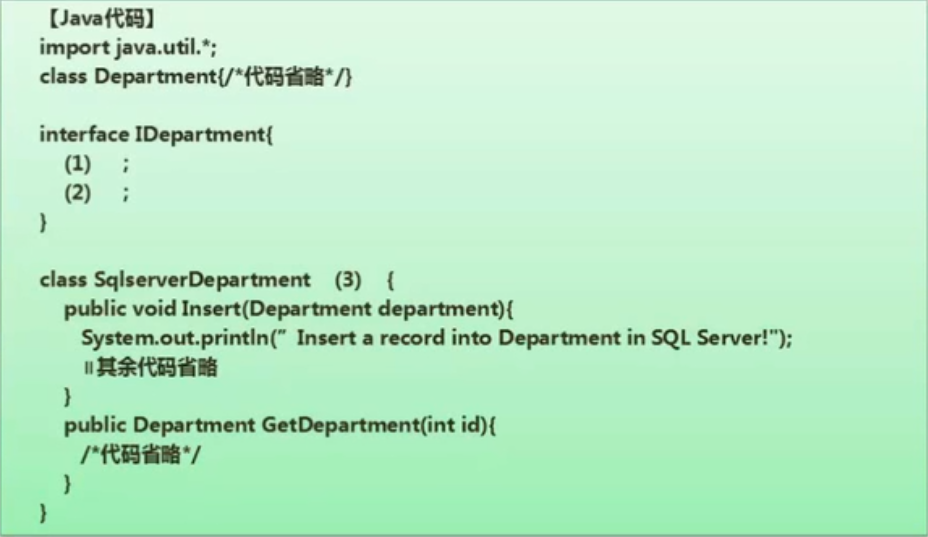 【Java代码】
import java.util.*;
class Department{/*代码省略*/}
interface IDepartment{
(1) ;
(2) ;
}
class SqlserverDepartment (3) {
public void Insert(Department department){
System.out.println(” Insert a record into Department in SQL Server!");
∥其余代码省略
}
public Department GetDepartment(int id){
/*代码省略*/
}
}